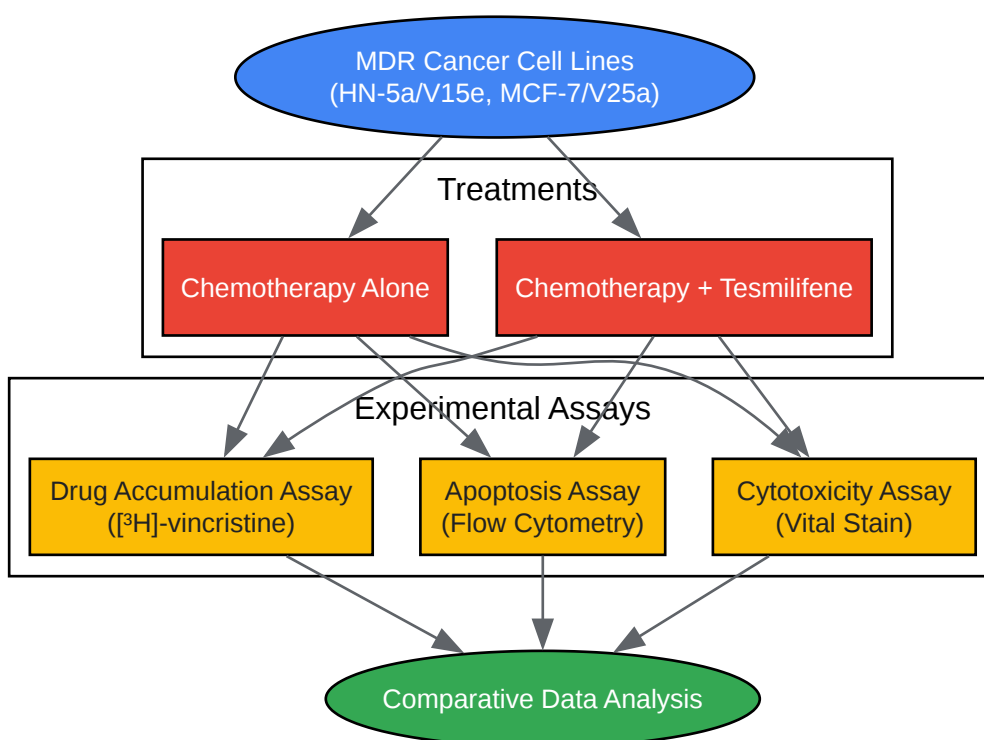 MDR Cancer Cell Lines
(HN-5a/V15e, MCF-7/V25a)
Treatments
Chemotherapy Alone
Chemotherapy + Tesmilifene
Experimental Assays
Drug Accumulation Assay
([³H]-vincristine)
Apoptosis Assay
(Flow Cytometry)
Cytotoxicity Assay
(Vital Stain)
Comparative Data Analysis